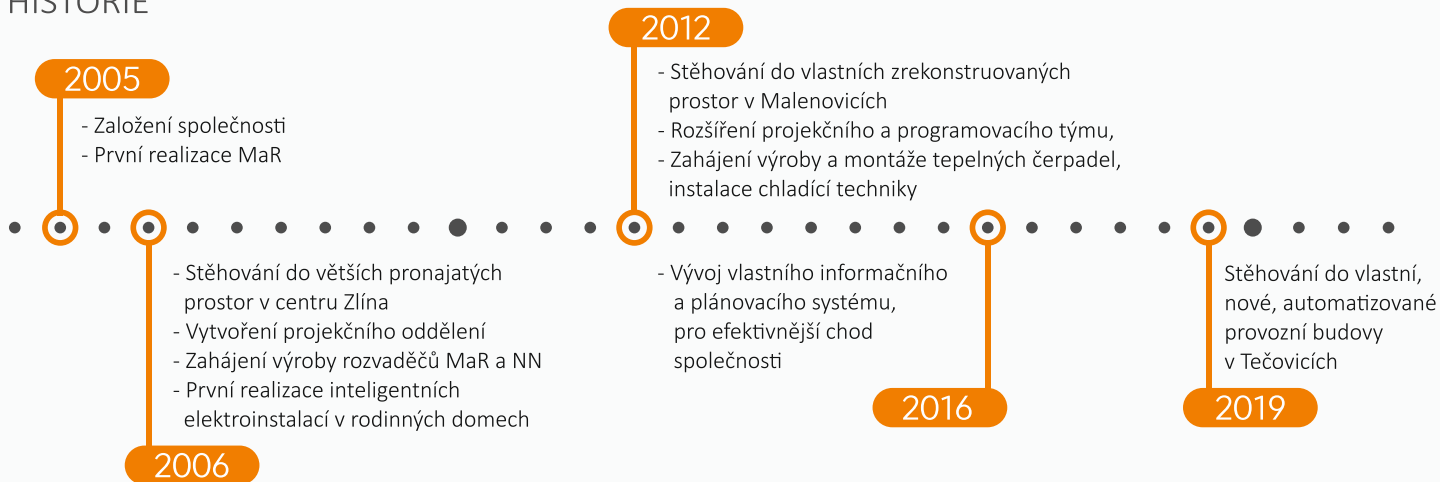 HISTORIE
2005
- Založení společnosti
- První realizace MaR
2006
- Stěhování do větších pronajatých
prostor v centru Zlína
- Vytvoření projekčního oddělení
- Zahájení výroby rozvaděčů MaR a NN
- První realizace inteligentních
elektroinstalací v rodinných domech
2012
- Stěhování do vlastních zrekonstruovaných
prostor v Malenovicích
- Rozšíření projekčního a programovacího týmu,
- Zahájení výroby a montáže tepelných čerpadel,
instalace chladící techniky
- Vývoj vlastního informačního
a plánovacího systému,
pro efektivnější chod
společnosti
2016
Stěhování do vlastní,
nové, automatizované
provozní budovy
v Tečovicích
2019